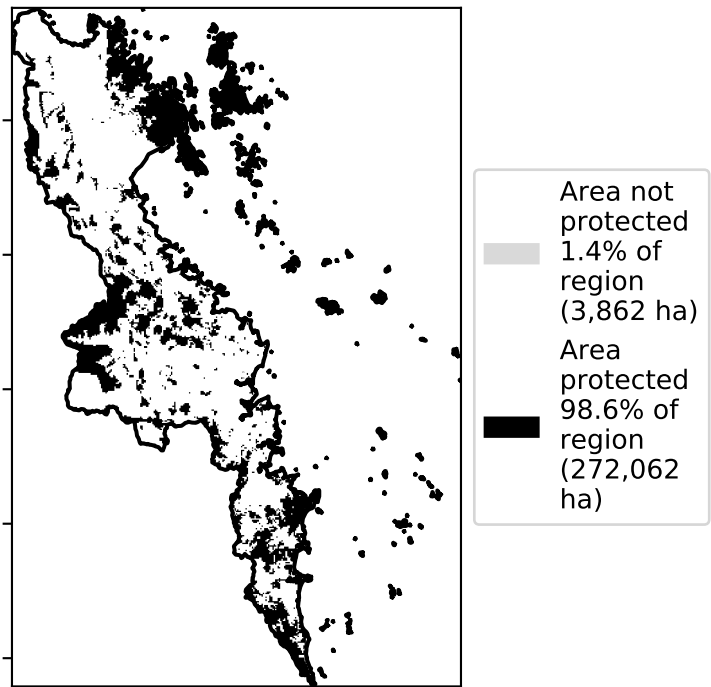 Area not
protected
1.4% of
region
(3,862 ha)
Area
protected
98.6% of
region
(272,062
ha)